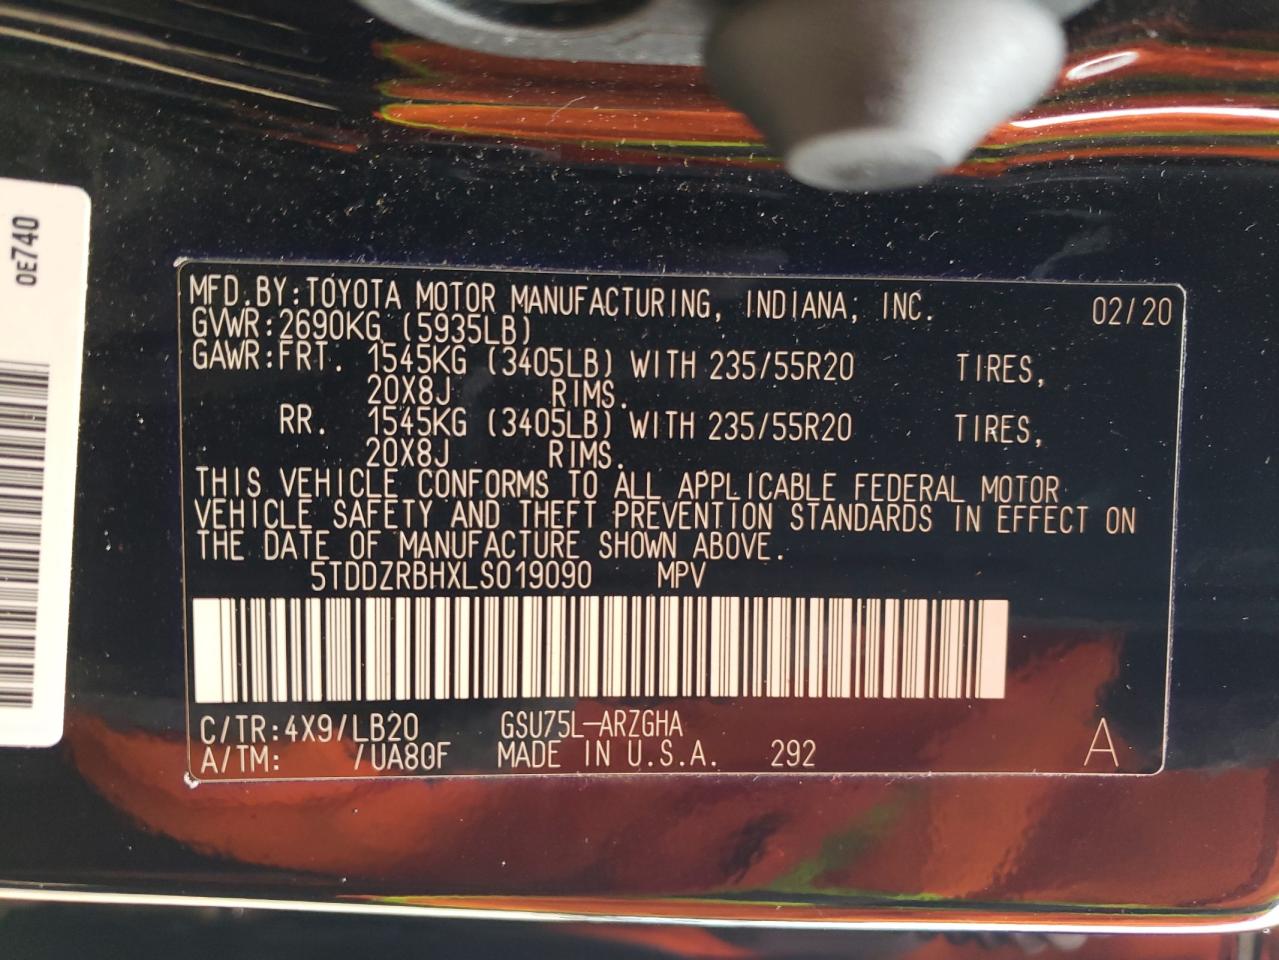 OE740
MFD.BY:TOYOTA MOTOR MANUFACTURING, INDIANA, INC. 02/20
GVWR:2690KG (5935LB)
GAWR:FRT. 1545KG (3405LB) WITH 235/55R20 TIRES,
20X8J RIMS.
RR. 1545KG (3405LB) WITH 235/55R20 TIRES,
20X8J RIMS.
THIS VEHICLE CONFORMS TO ALL APPLICABLE FEDERAL MOTOR
VEHICLE SAFETY AND THEFT PREVENTION STANDARDS IN EFFECT ON
THE DATE OF MANUFACTURE SHOWN ABOVE.
5TDDZRBHXLS019090 MPV
C/TR:4X9/LB20 GSU75L-ARZGHA
A/TM: /UA80F MADE IN U.S.A. 292 A